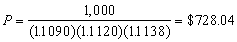 P = 1,000 / (1.1090)(1.1120)(1.1138) = $728.04